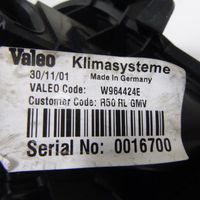 Valeo Klimasysteme
30/11/01 Made in Germany
VALEO Code: W964424E
Customer Code: R50 RL GMV
Serial No: 0016700